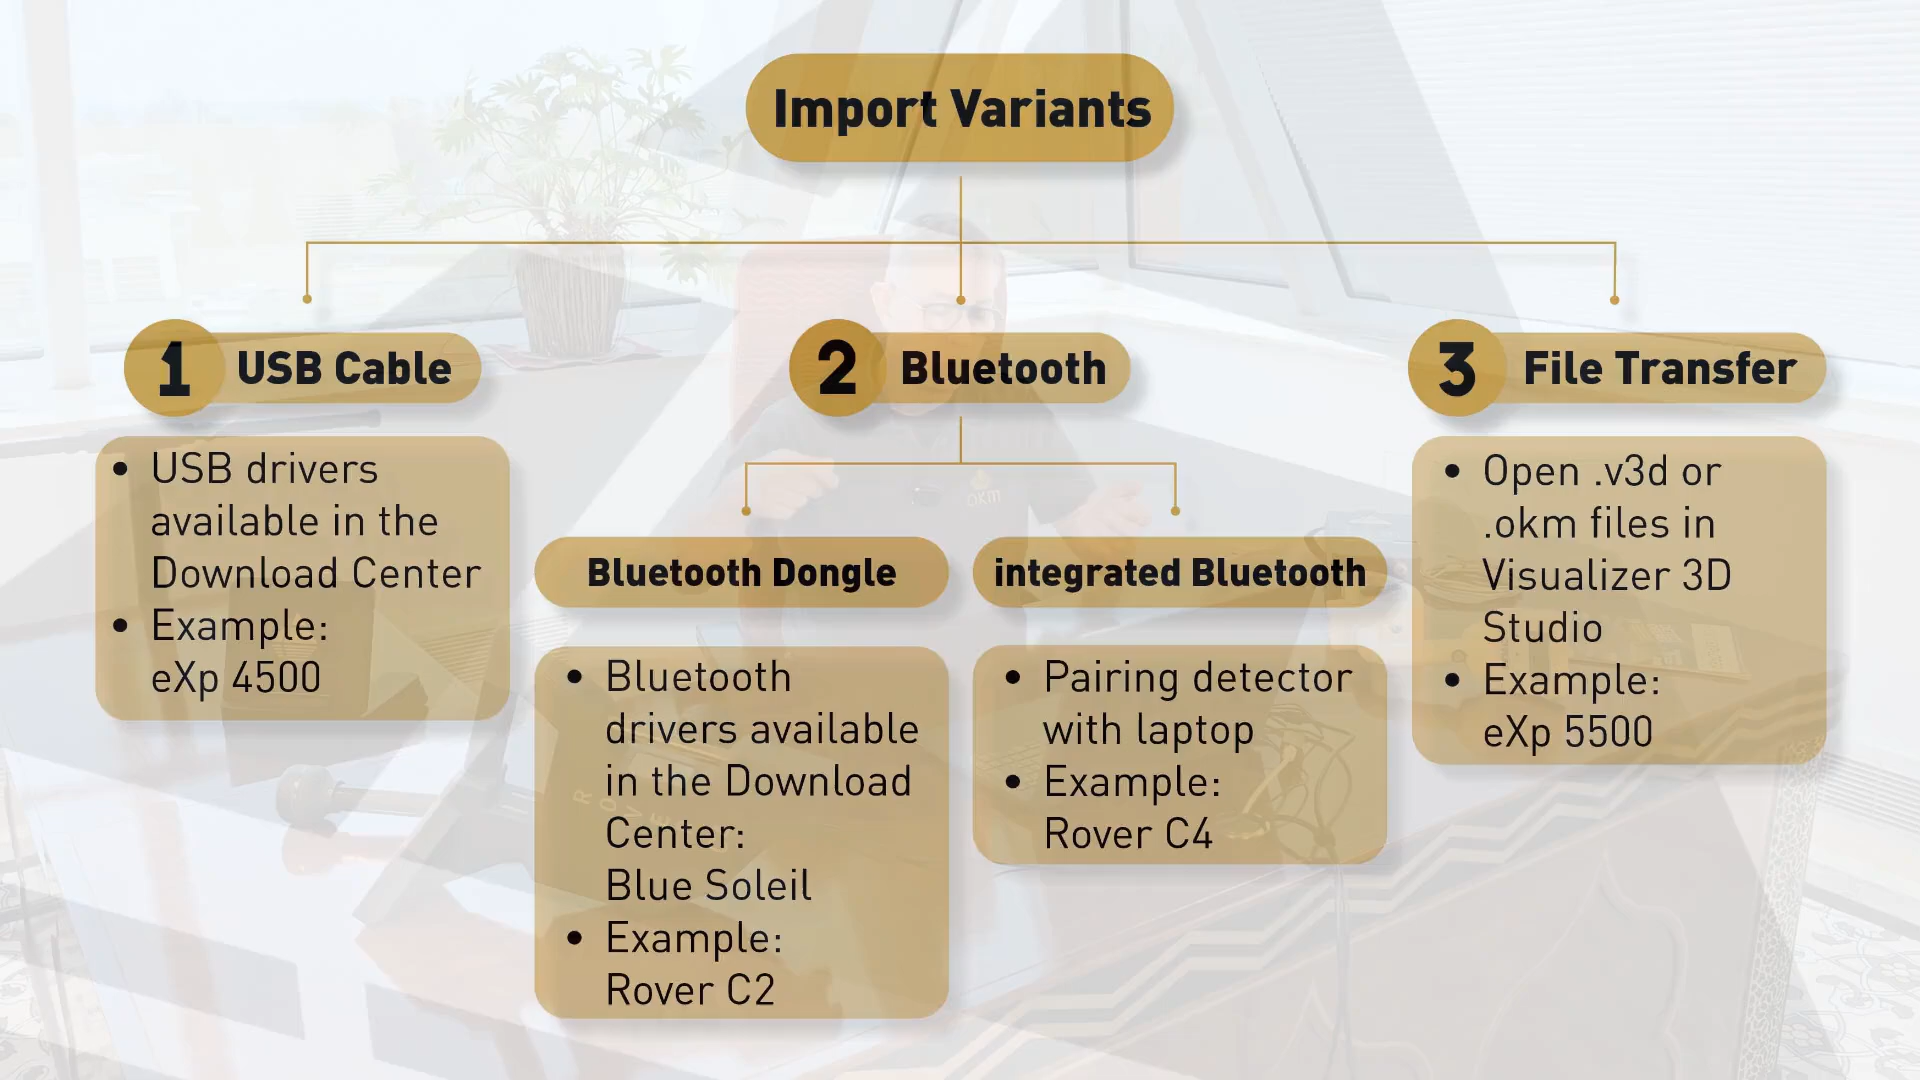 Import Variants
1 USB Cable
• USB drivers
available in the
Download Center
• Example:
eXp 4500
2 Bluetooth
Bluetooth Dongle
• Bluetooth
drivers available
in the Download
Center:
Blue Soleil
• Example:
Rover C2
integrated Bluetooth
• Pairing detector
with laptop
• Example:
Rover C4
3 File Transfer
• Open .v3d or
.okm files in
Visualizer 3D
Studio
• Example:
eXp 5500
okm
ROVE